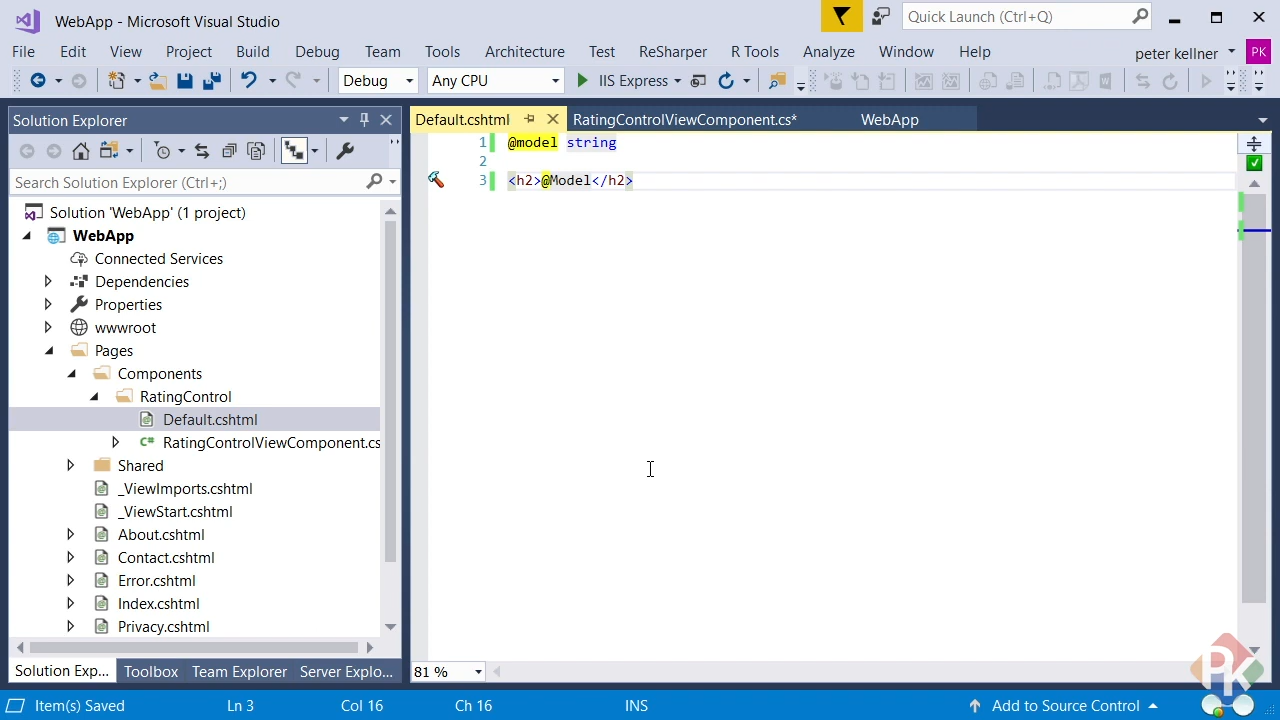 WebApp - Microsoft Visual Studio
Quick Launch (Ctrl+Q)
File Edit View Project Build Debug Team Tools Architecture Test ReSharper R Tools Analyze Window Help
peter kellner PK
Debug Any CPU IIS Express
Solution Explorer
Default.cshtml RatingControlViewComponent.cs* WebApp
Search Solution Explorer (Ctrl+;)
Solution 'WebApp' (1 project)
WebApp
Connected Services
Dependencies
Properties
wwwroot
Pages
Components
RatingControl
Default.cshtml
C# RatingControlViewComponent.cs
Shared
_ViewImports.cshtml
_ViewStart.cshtml
About.cshtml
Contact.cshtml
Error.cshtml
Index.cshtml
Privacy.cshtml
Solution Exp... Toolbox Team Explorer Server Explo...
1 @model string
2
3 <h2>@Model</h2>
81 %
PK
Item(s) Saved Ln 3 Col 16 Ch 16 INS Add to Source Control